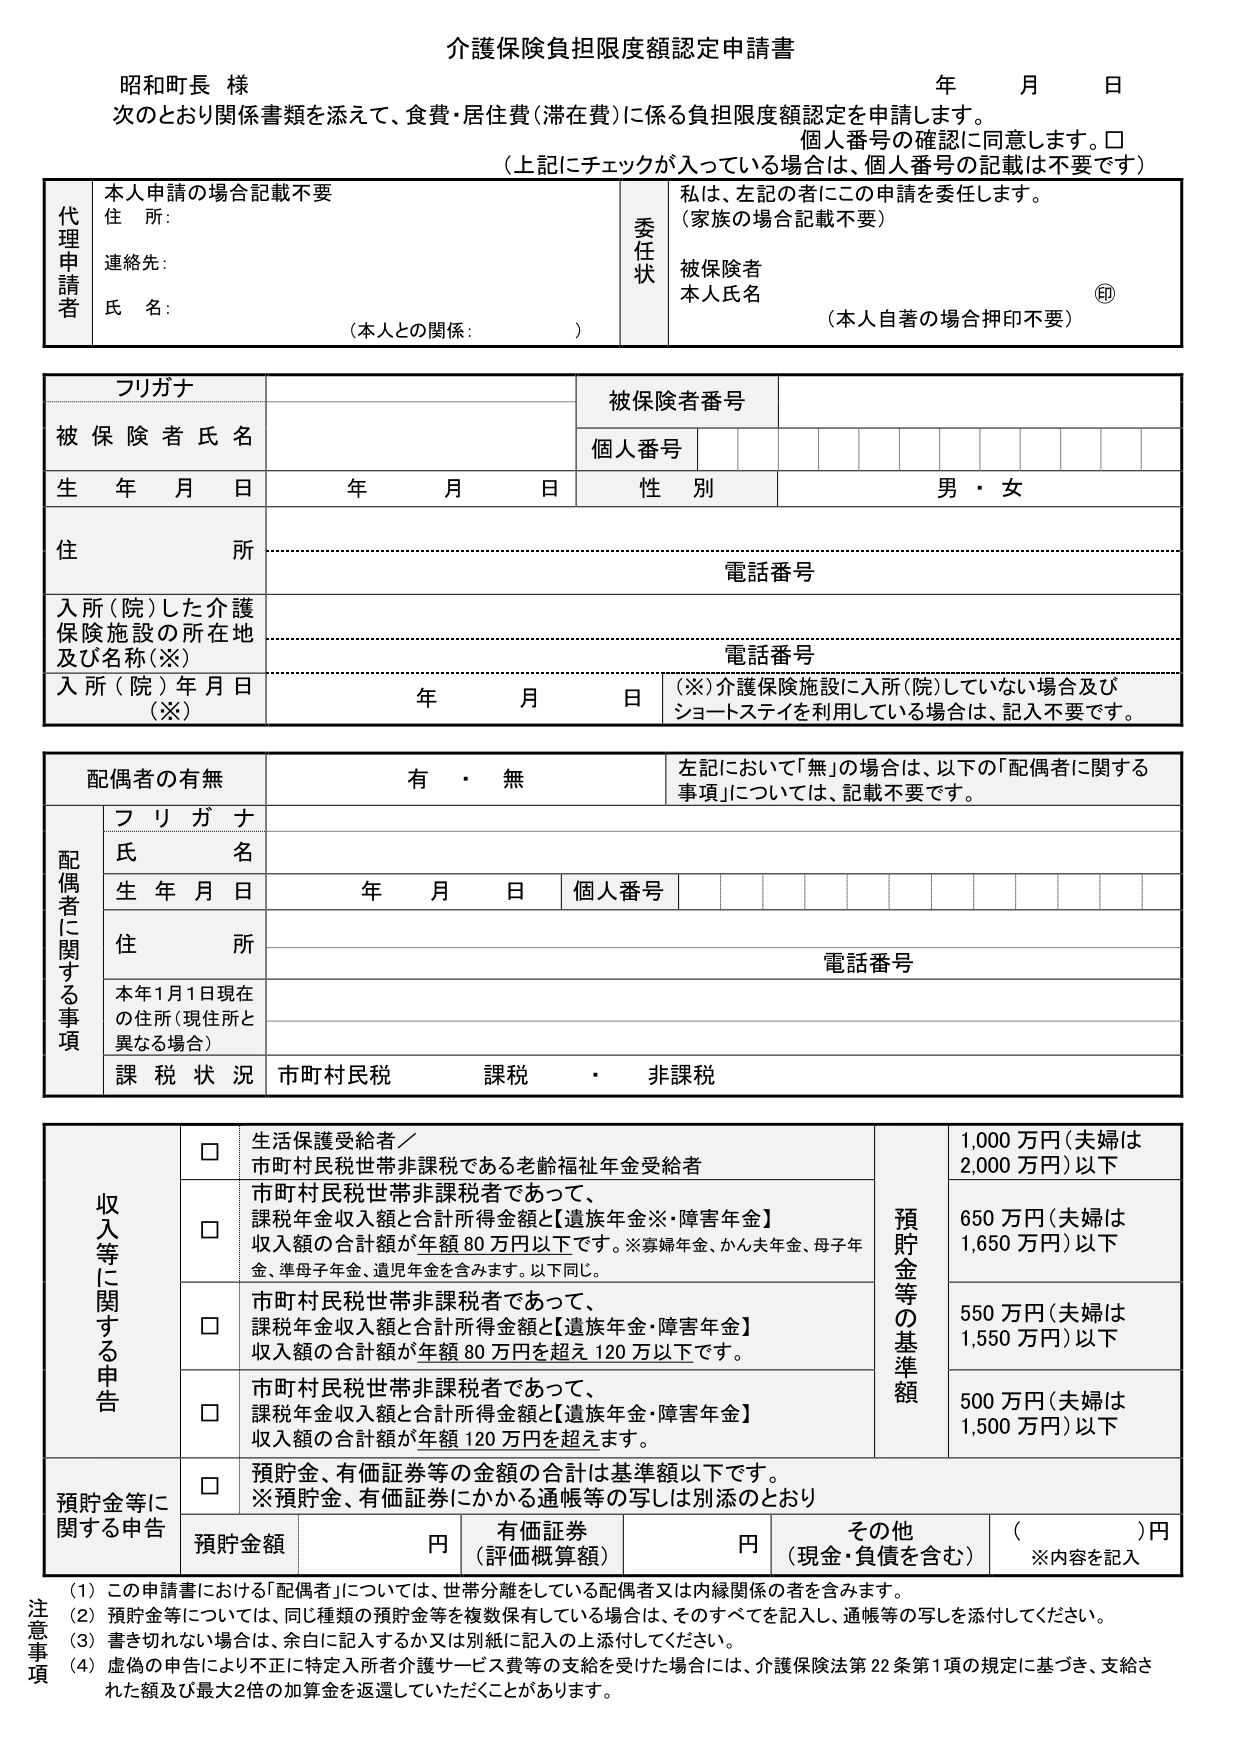 介護保険負担限度額認定申請書
昭和町長 様 年 月 日
次のとおり関係書類を添えて、食費・居住費（滞在費）に係る負担限度額認定を申請します。
個人番号の確認に同意します。□
（上記にチェックが入っている場合は、個人番号の記載は不要です）
代理申請者
本人申請の場合記載不要
住 所：
連絡先：
氏 名：
（本人との関係： ）
委任状
私は、左記の者にこの申請を委任します。
（家族の場合記載不要）
被保険者
本人氏名 ㊞
（本人自著の場合押印不要）
フリガナ
被保険者氏名
被保険者番号
個人番号
生年月日 年 月 日 性別 男 ・ 女
住所
電話番号
入所（院）した介護
保険施設の所在地
及び名称（※）
電話番号
入所（院）年月日
（※）
年 月 日
（※）介護保険施設に入所（院）していない場合及び
ショートステイを利用している場合は、記入不要です。
配偶者の有無 有 ・ 無
左記において「無」の場合は、以下の「配偶者に関する
事項」については、記載不要です。
配偶者に関する事項
フリガナ
氏名
生年月日 年 月 日 個人番号
住所
電話番号
本年1月1日現在
の住所（現住所と
異なる場合）
課税状況 市町村民税 課税 ・ 非課税
収入等に関する申告
□ 生活保護受給者／
市町村民税世帯非課税である老齢福祉年金受給者
預貯金等の基準額
1,000 万円（夫婦は
2,000 万円）以下
□ 市町村民税世帯非課税者であって、
課税年金収入額と合計所得金額と【遺族年金※・障害年金】
収入額の合計額が年額 80 万円以下です。※寡婦年金、かん夫年金、母子年
金、準母子年金、遺児年金を含みます。以下同じ。
650 万円（夫婦は
1,650 万円）以下
□ 市町村民税世帯非課税者であって、
課税年金収入額と合計所得金額と【遺族年金・障害年金】
収入額の合計額が年額 80 万円を超え 120 万以下です。
550 万円（夫婦は
1,550 万円）以下
□ 市町村民税世帯非課税者であって、
課税年金収入額と合計所得金額と【遺族年金・障害年金】
収入額の合計額が年額 120 万円を超えます。
500 万円（夫婦は
1,500 万円）以下
預貯金等に
関する申告
□ 預貯金、有価証券等の金額の合計は基準額以下です。
※預貯金、有価証券にかかる通帳等の写しは別添のとおり
預貯金額 円
有価証券
（評価概算額）
円
その他
（現金・負債を含む）
（ ）円
※内容を記入
注意事項
（1） この申請書における「配偶者」については、世帯分離をしている配偶者又は内縁関係の者を含みます。
（2） 預貯金等については、同じ種類の預貯金等を複数保有している場合は、そのすべてを記入し、通帳等の写しを添付してください。
（3） 書き切れない場合は、余白に記入するか又は別紙に記入の上添付してください。
（4） 虚偽の申告により不正に特定入所者介護サービス費等の支給を受けた場合には、介護保険法第 22 条第1項の規定に基づき、支給さ
れた額及び最大2倍の加算金を返還していただくことがあります。